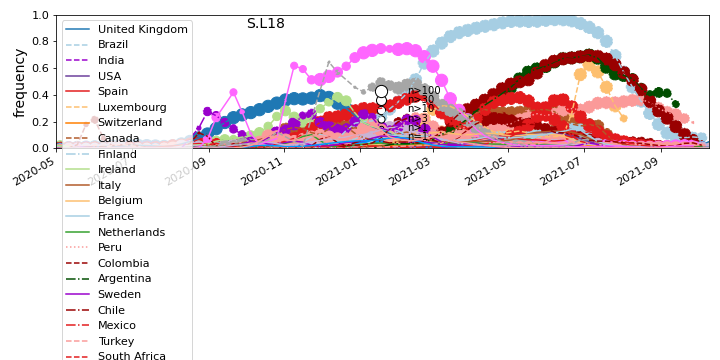 S.L18
frequency
1.0
0.8
0.6
0.4
0.2
0.0
2020-05
2020-09
2020-11
2021-01
2021-03
2021-05
2021-07
2021-09
United Kingdom
Brazil
India
USA
Spain
Luxembourg
Switzerland
Canada
Finland
Ireland
Italy
Belgium
France
Netherlands
Peru
Colombia
Argentina
Sweden
Chile
Mexico
Turkey
South Africa
n>100
n>30
n>10
n>3
n>1